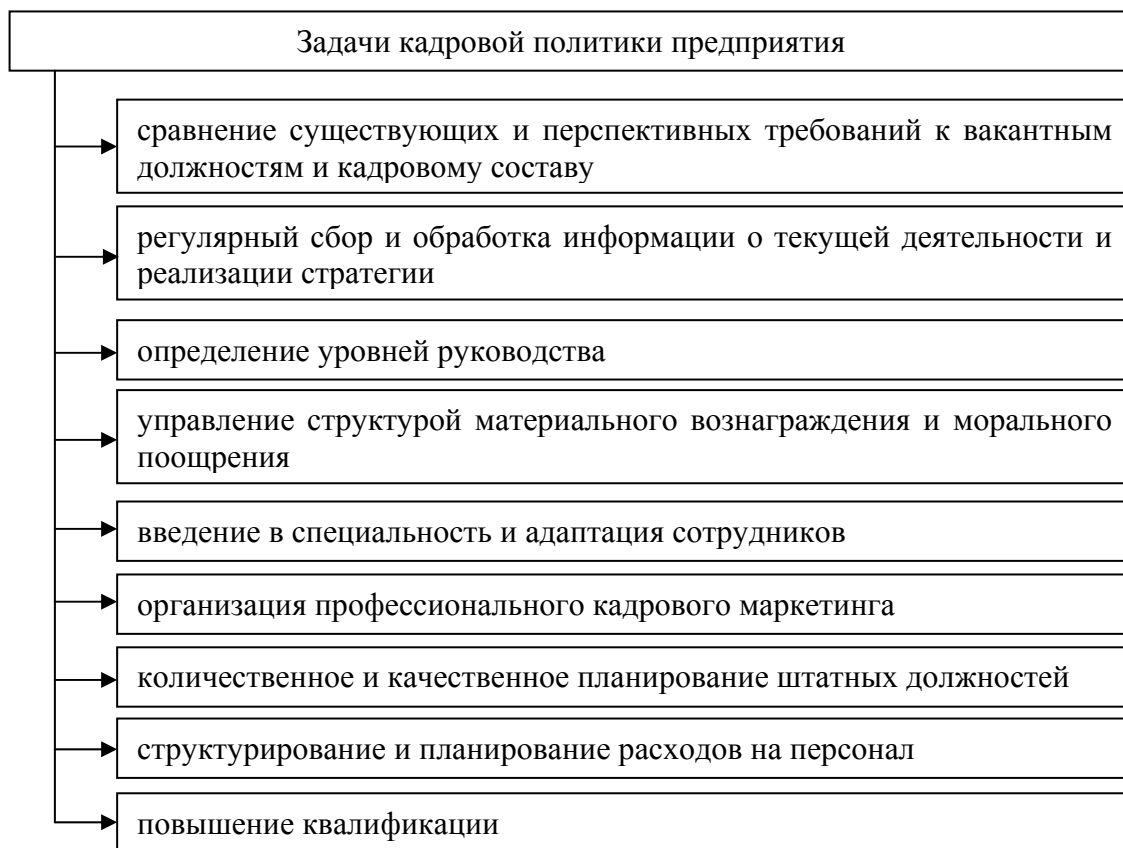 Задачи кадровой политики предприятия
сравнение существующих и перспективных требований к вакантным
должностям и кадровому составу
регулярный сбор и обработка информации о текущей деятельности и
реализации стратегии
определение уровней руководства
управление структурой материального вознаграждения и морального
поощрения
введение в специальность и адаптация сотрудников
организация профессионального кадрового маркетинга
количественное и качественное планирование штатных должностей
структурирование и планирование расходов на персонал
повышение квалификации